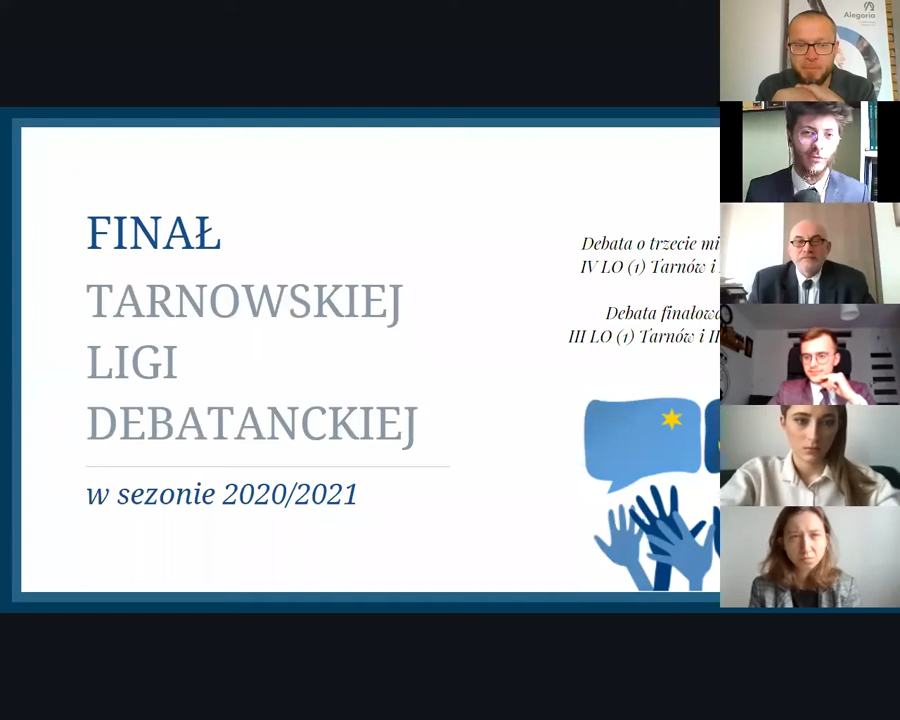 FINAŁ
TARNOWSKIEJ
LIGI
DEBATANCKIEJ
w sezonie 2020/2021
Debata o trzecie mi
IV LO (1) Tarnów i
Debata finałowa
III LO (1) Tarnów i II
Alegoria